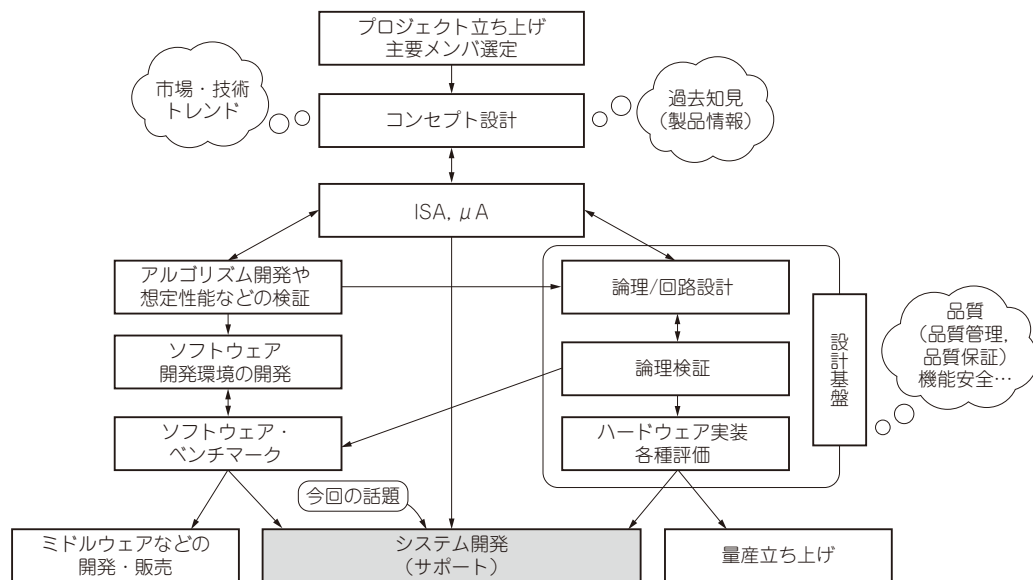 プロジェクト立ち上げ
主要メンバ選定
市場・技術
トレンド
コンセプト設計
過去知見
(製品情報)
ISA, μA
アルゴリズム開発や
想定性能などの検証
論理/回路設計
ソフトウェア
開発環境の開発
論理検証
設計基盤
品質
(品質管理,
品質保証)
機能安全…
ソフトウェア・
ベンチマーク
ハードウェア実装
各種評価
今回の話題
ミドルウェアなどの
開発・販売
システム開発
(サポート)
量産立ち上げ